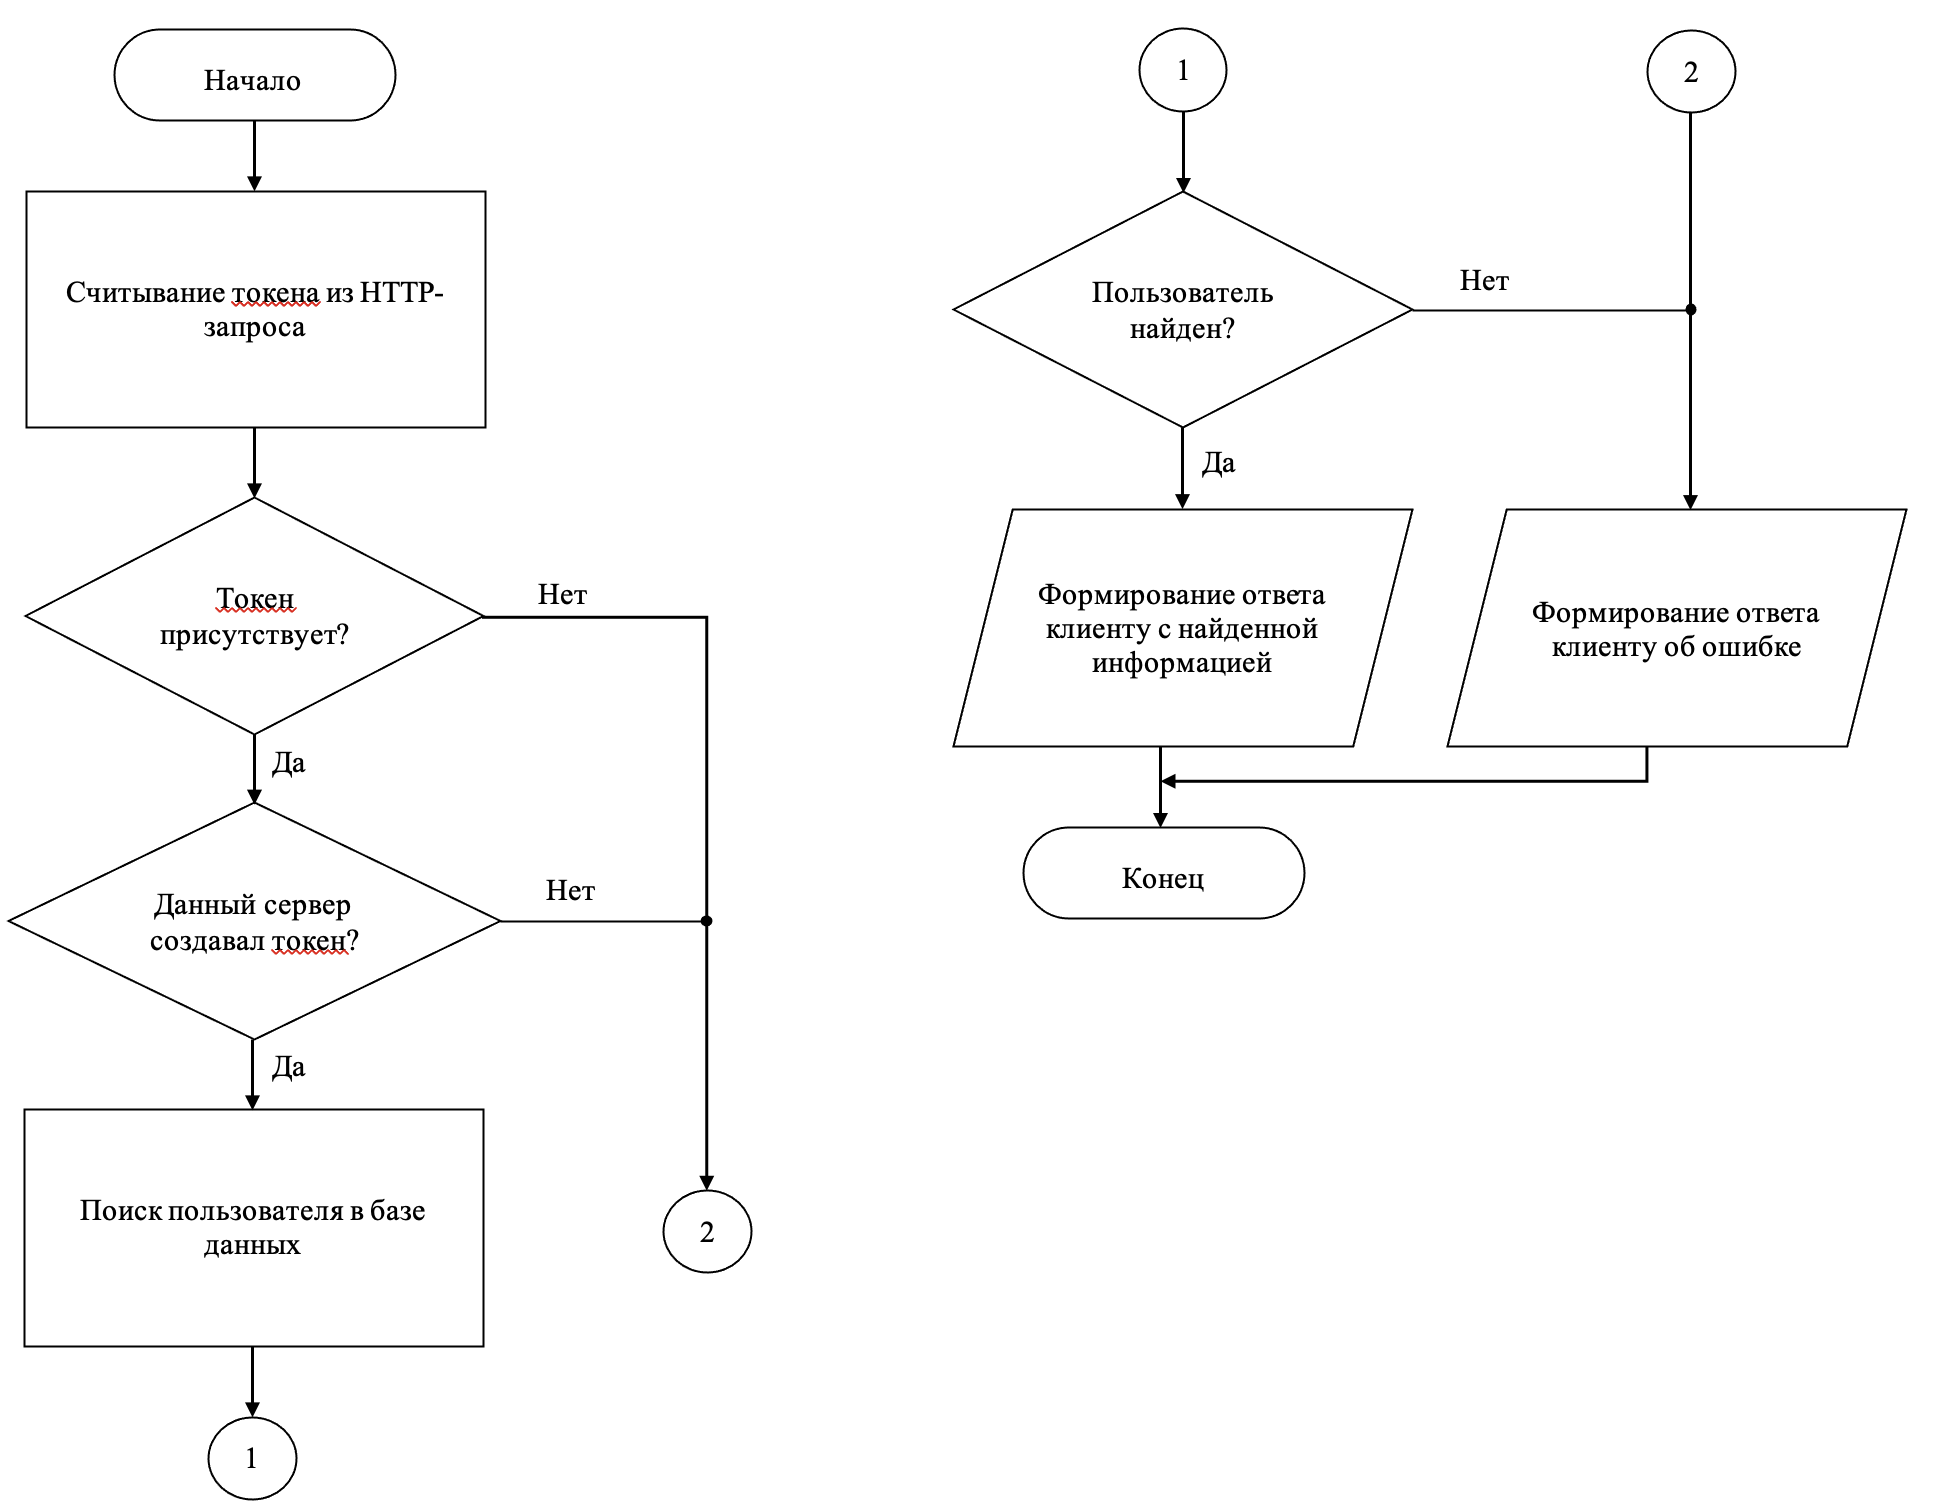 Начало
Считывание токена из HTTP-
запроса
Токен
присутствует?
Нет
Да
Данный сервер
создавал токен?
Нет
Да
Поиск пользователя в базе
данных
2
1
1
2
Пользователь
найден?
Нет
Да
Формирование ответа
клиенту с найденной
информацией
Формирование ответа
клиенту об ошибке
Конец